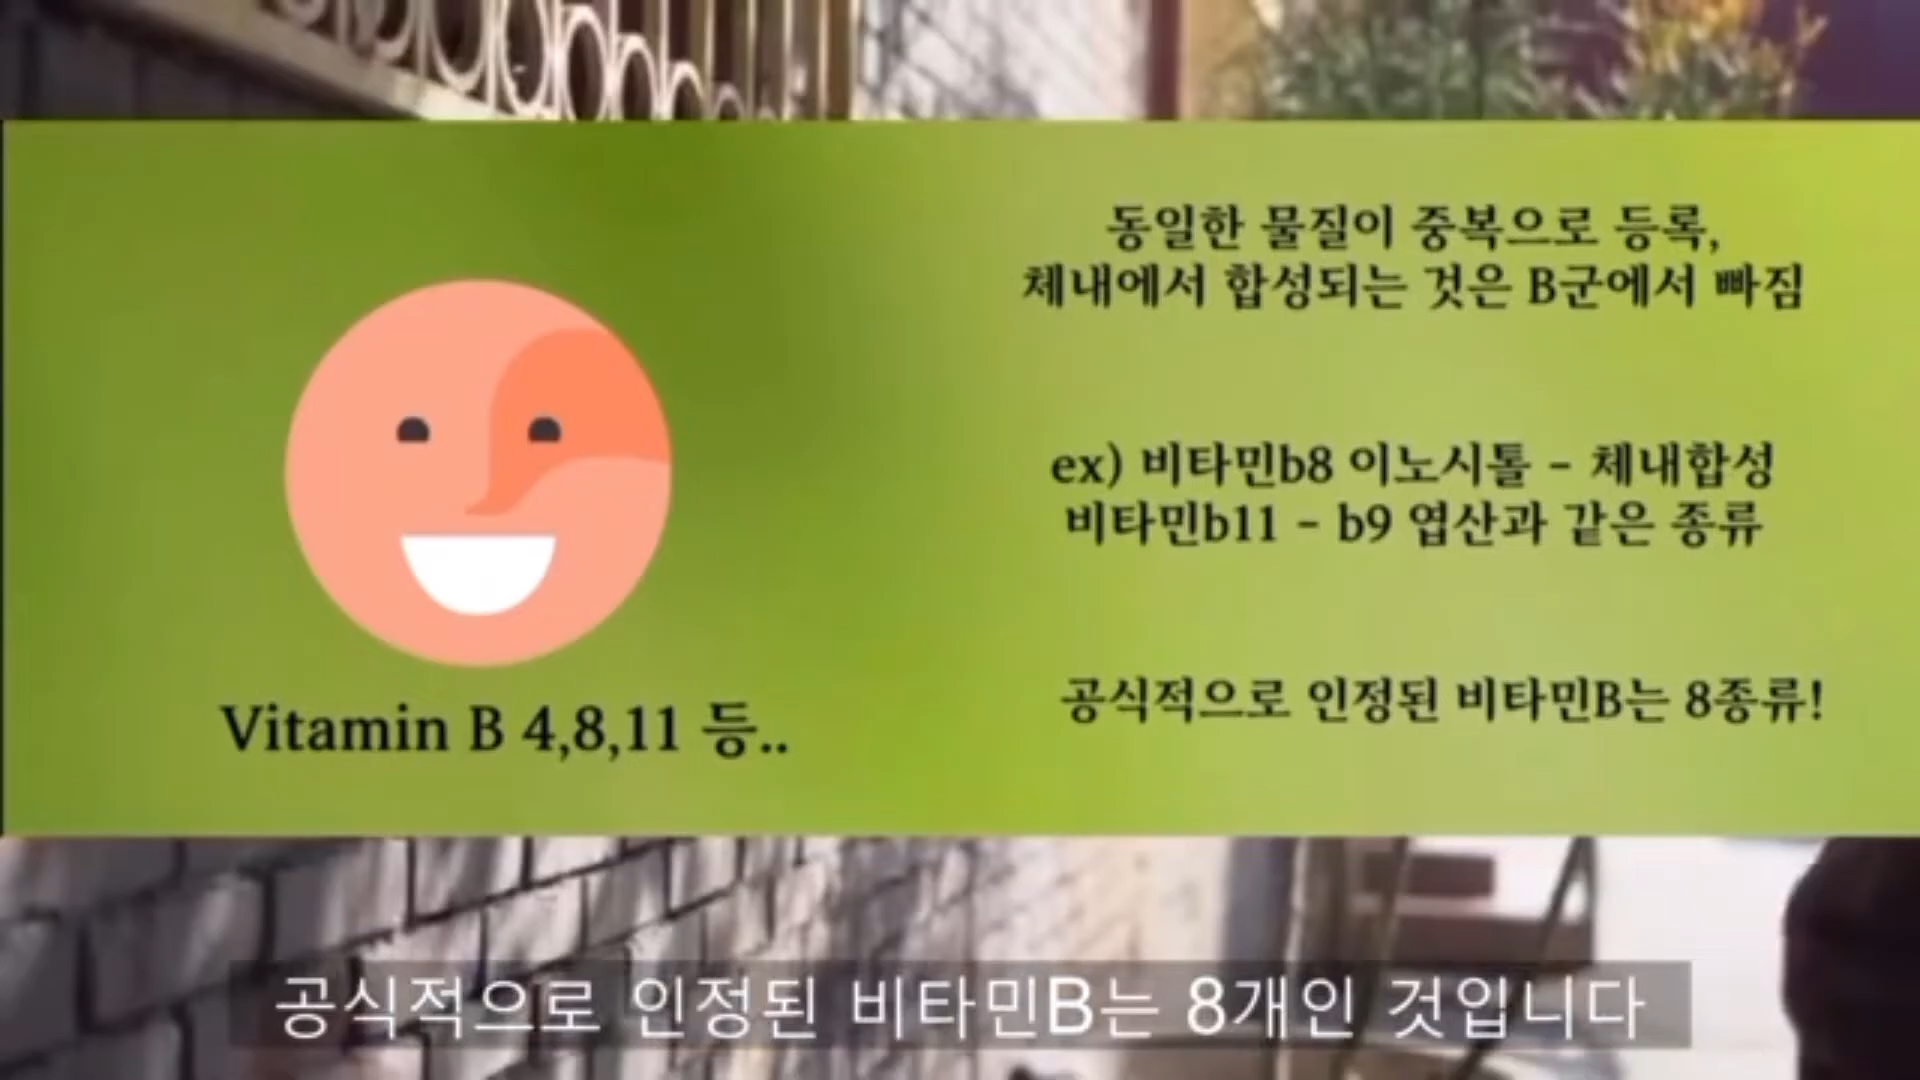 동일한 물질이 중복으로 등록,
체내에서 합성되는 것은 B군에서 빠짐
ex) 비타민b8 이노시톨 - 체내합성
비타민b11 - b9 엽산과 같은 종류
공식적으로 인정된 비타민B는 8종류!
Vitamin B 4,8,11 등..
공식적으로 인정된 비타민B는 8개인 것입니다